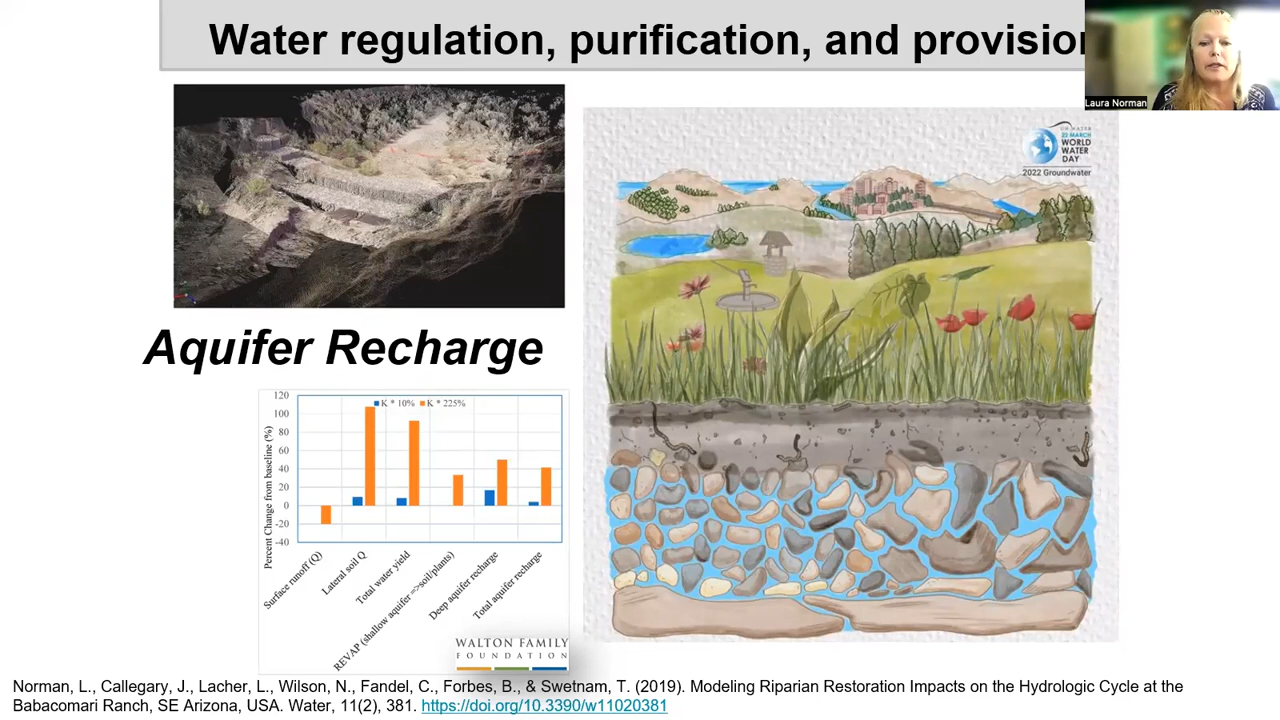 Water regulation, purification, and provision
Laura Norman
UN WATER
22 MARCH
WORLD
WATER
DAY
2022 Groundwater
Aquifer Recharge
K * 10% K * 225%
Percent Change from baseline (%)
120
100
80
60
40
20
0
-20
-40
Surface runoff (Q)
Lateral soil Q
Total water yield
REVAP (shallow aquifer =>soil/plants)
Deep aquifer recharge
Total aquifer recharge
WALTON FAMILY
FOUNDATION
Norman, L., Callegary, J., Lacher, L., Wilson, N., Fandel, C., Forbes, B., & Swetnam, T. (2019). Modeling Riparian Restoration Impacts on the Hydrologic Cycle at the
Babacomari Ranch, SE Arizona, USA. Water, 11(2), 381. https://doi.org/10.3390/w11020381